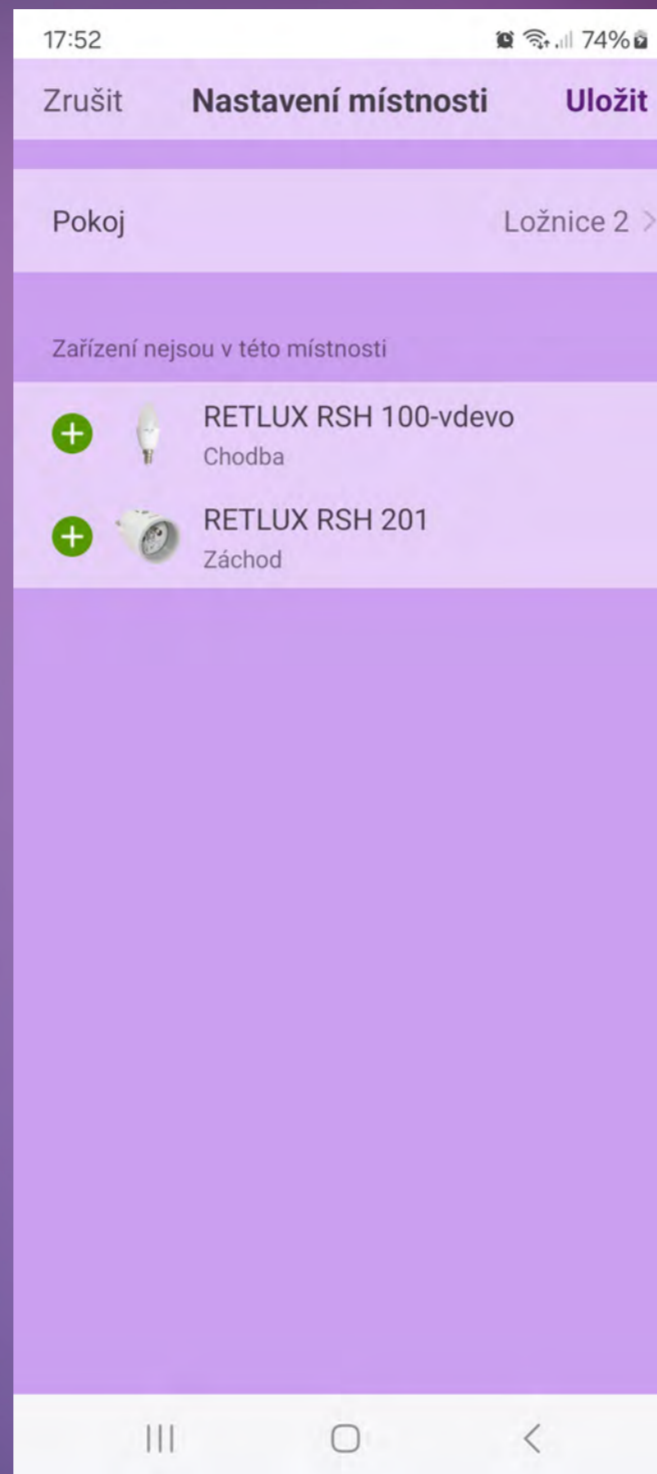 17:52 74%
Zrušit Nastavení místnosti Uložit
Pokoj Ložnice 2
Zařízení nejsou v této místnosti
RETLUX RSH 100-vdevo
Chodba
RETLUX RSH 201
Záchod